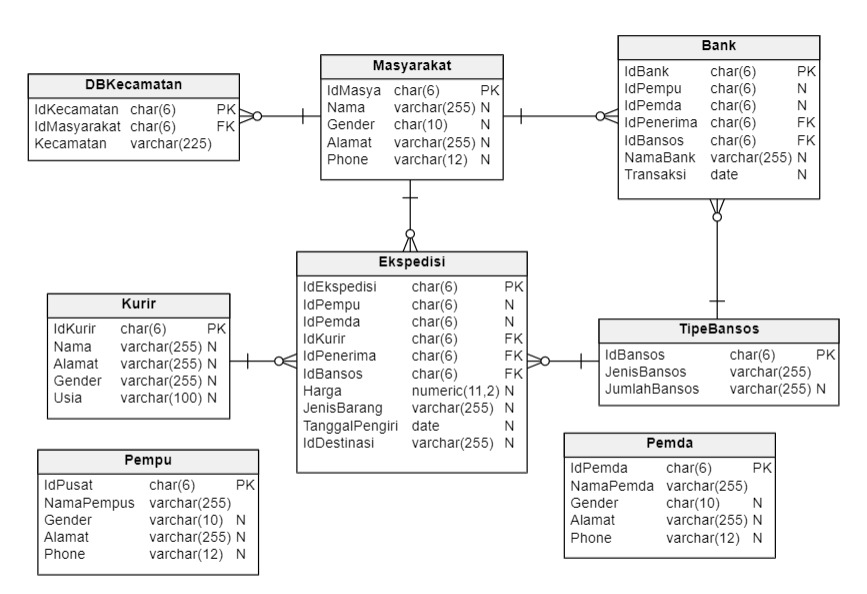 DBKecamatan
IdKecamatan char(6) PK
IdMasyarakat char(6) FK
Kecamatan varchar(225)
Masyarakat
IdMasya char(6) PK
Nama varchar(255) N
Gender char(10) N
Alamat varchar(255) N
Phone varchar(12) N
Bank
IdBank char(6) PK
IdPempu char(6) N
IdPemda char(6) N
IdPenerima char(6) FK
IdBansos char(6) FK
NamaBank varchar(255) N
Transaksi date N
Kurir
IdKurir char(6) PK
Nama varchar(255) N
Alamat varchar(255) N
Gender varchar(255) N
Usia varchar(100) N
Ekspedisi
IdEkspedisi char(6) PK
IdPempu char(6) N
IdPemda char(6) N
IdKurir char(6) FK
IdPenerima char(6) FK
IdBansos char(6) FK
Harga numeric(11,2) N
JenisBarang varchar(255) N
TanggalPengiri date N
IdDestinasi varchar(255) N
TipeBansos
IdBansos char(6) PK
JenisBansos varchar(255)
JumlahBansos varchar(255) N
Pempu
IdPusat char(6) PK
NamaPempus varchar(255)
Gender varchar(10) N
Alamat varchar(255) N
Phone varchar(12) N
Pemda
IdPemda char(6) PK
NamaPemda varchar(255)
Gender char(10) N
Alamat varchar(255) N
Phone varchar(12) N